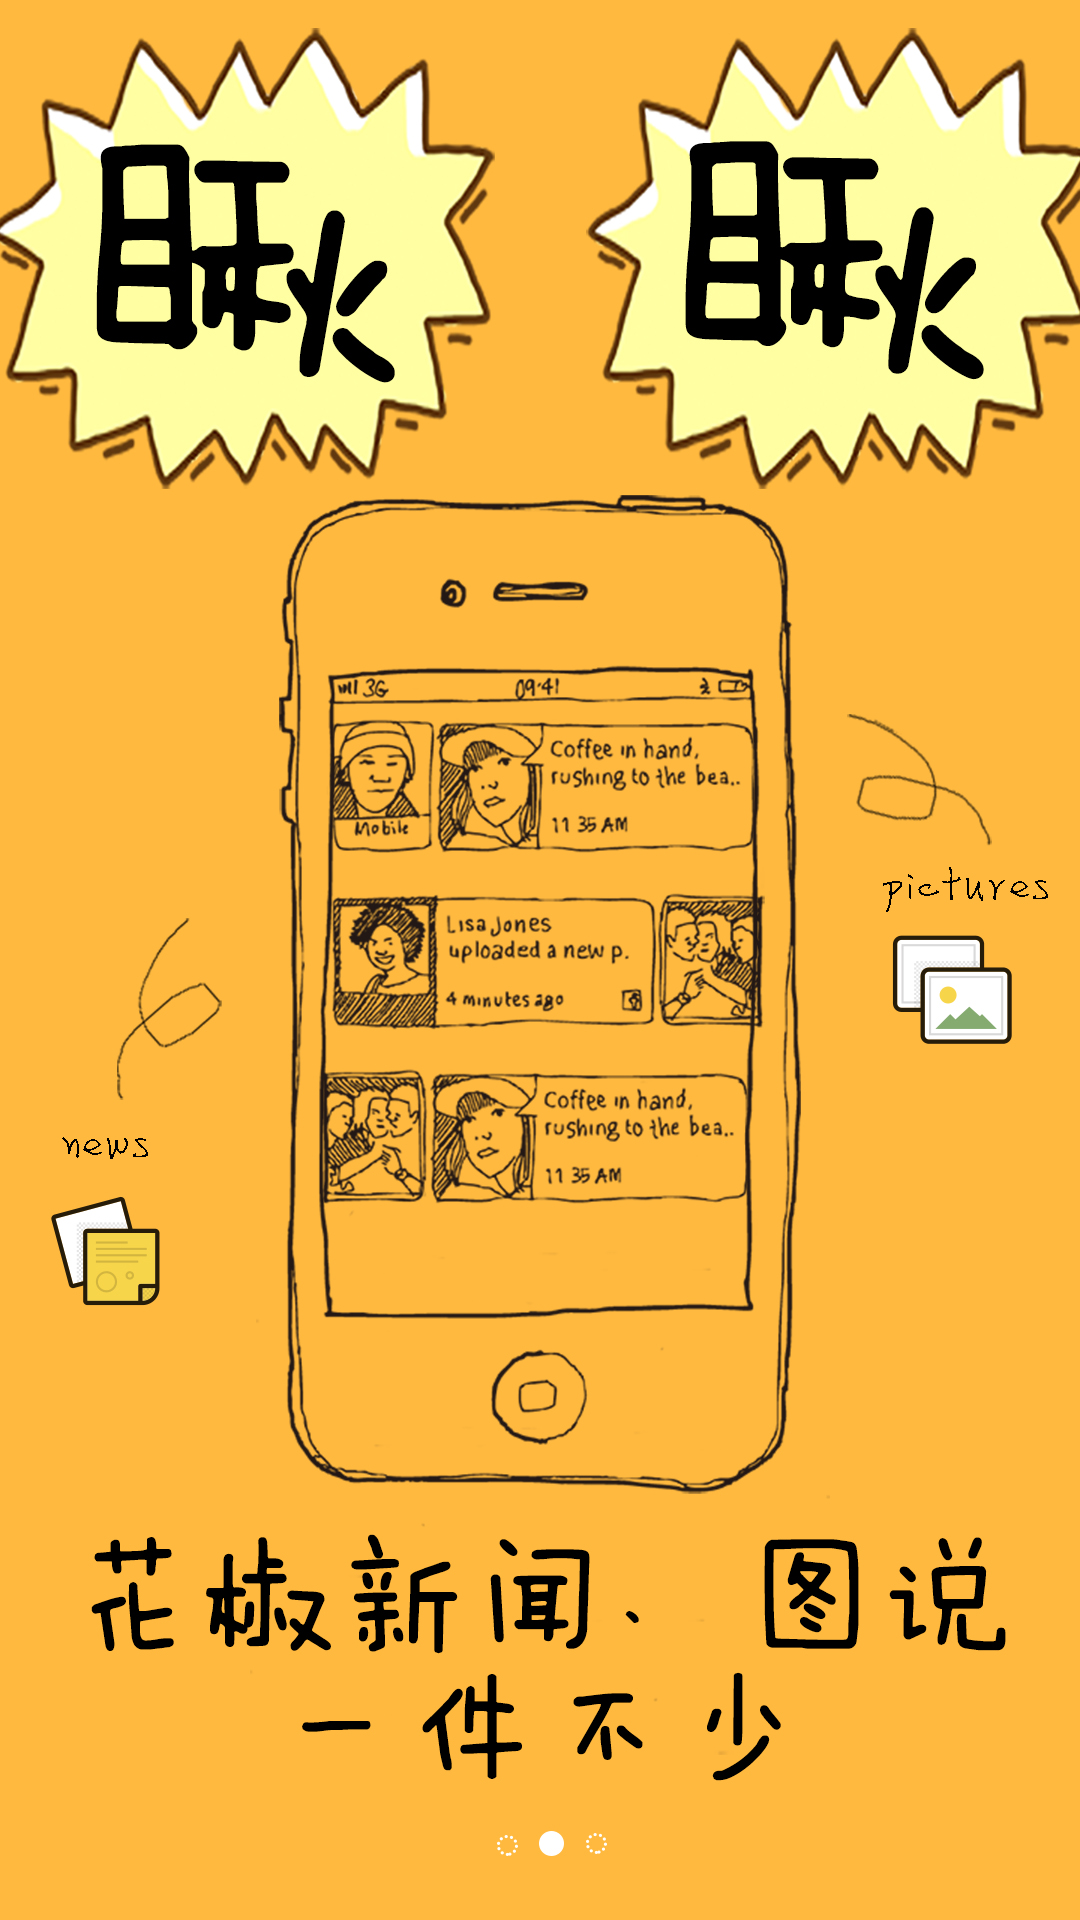 瞅 瞅
3G 09:41
Mobile
Coffee in hand,
rushing to the bea..
11 35 AM
pictures
Lisa Jones
uploaded a new p.
4 minutes ago
news
Coffee in hand,
rushing to the bea..
11 35 AM
花椒新闻、图说
一件不少